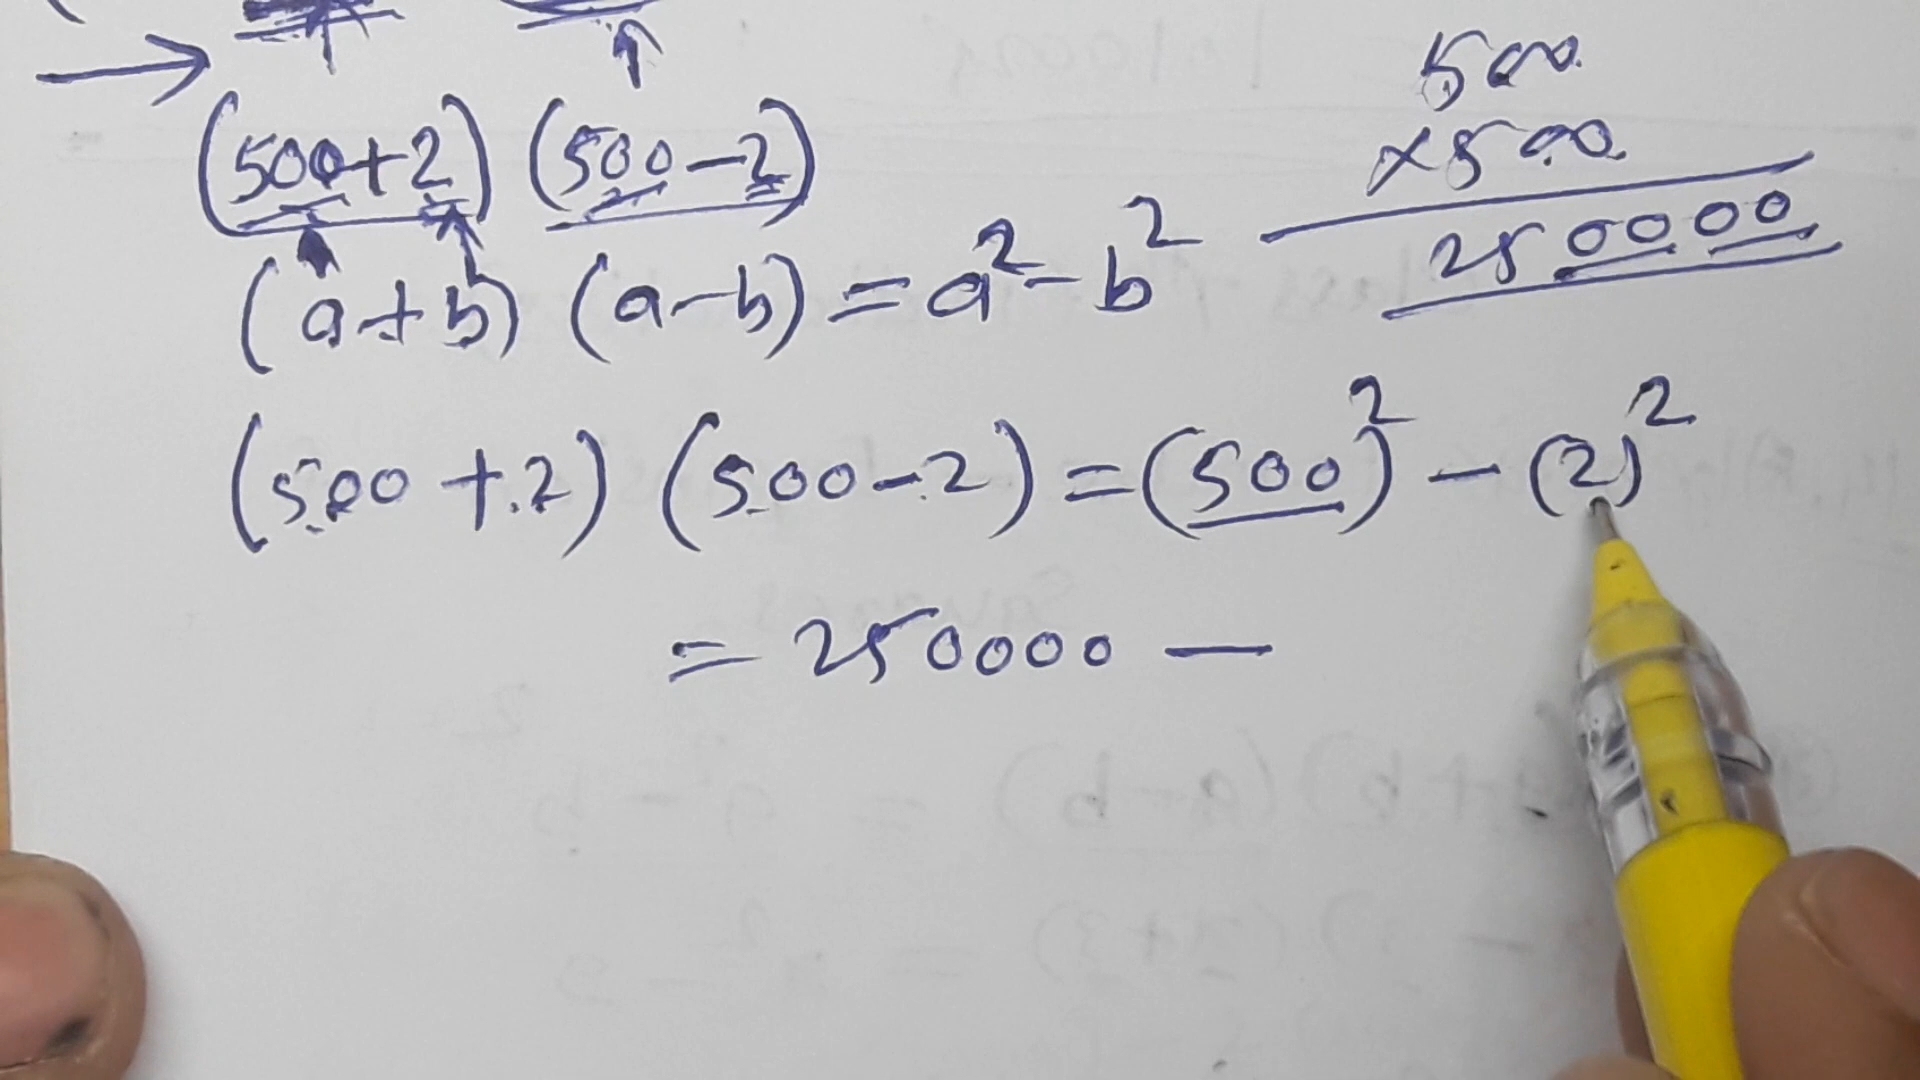 (500+2) (500-2)
(a+b) (a-b) = a²-b²
500
×500
250000
(500+2) (500-2) = (500)² - (2)²
= 250000 -